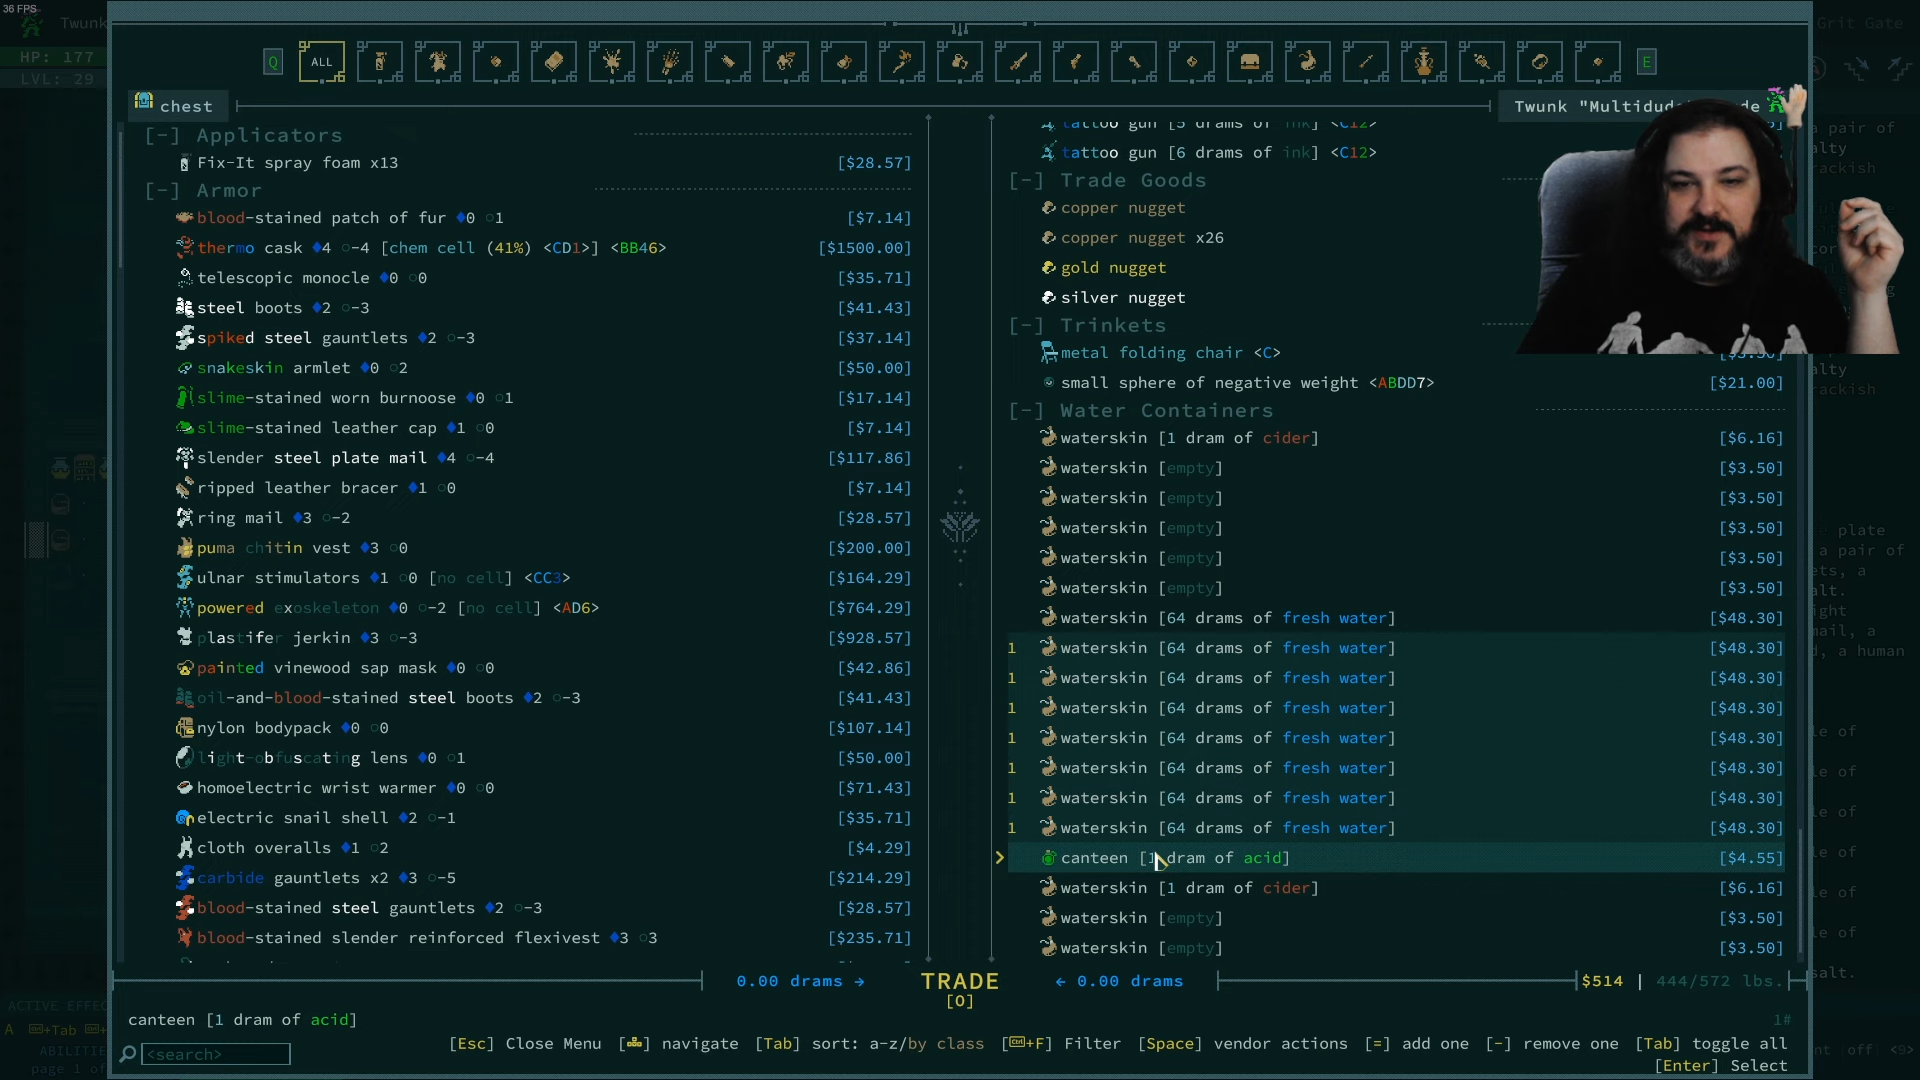 36 FPS
Twunk
HP: 177
LVL: 29
Grit Gate
Q
ALL
E
chest
Twunk "Multidud
[-] Applicators
Fix-It spray foam x13 [$28.57]
[-] Armor
blood-stained patch of fur ♦0 ○1 [$7.14]
thermo cask ♦4 ○-4 [chem cell (41%) <CD1>] <BB46> [$1500.00]
telescopic monocle ♦0 ○0 [$35.71]
steel boots ♦2 ○-3 [$41.43]
spiked steel gauntlets ♦2 ○-3 [$37.14]
snakeskin armlet ♦0 ○2 [$50.00]
slime-stained worn burnoose ♦0 ○1 [$17.14]
slime-stained leather cap ♦1 ○0 [$7.14]
slender steel plate mail ♦4 ○-4 [$117.86]
ripped leather bracer ♦1 ○0 [$7.14]
ring mail ♦3 ○-2 [$28.57]
puma chitin vest ♦3 ○0 [$200.00]
ulnar stimulators ♦1 ○0 [no cell] <CC3> [$164.29]
powered exoskeleton ♦0 ○-2 [no cell] <AD6> [$764.29]
plastifer jerkin ♦3 ○-3 [$928.57]
painted vinewood sap mask ♦0 ○0 [$42.86]
oil-and-blood-stained steel boots ♦2 ○-3 [$41.43]
nylon bodypack ♦0 ○0 [$107.14]
light-obfuscating lens ♦0 ○1 [$50.00]
homoelectric wrist warmer ♦0 ○0 [$71.43]
electric snail shell ♦2 ○-1 [$35.71]
cloth overalls ♦1 ○2 [$4.29]
carbide gauntlets x2 ♦3 ○-5 [$214.29]
blood-stained steel gauntlets ♦2 ○-3 [$28.57]
blood-stained slender reinforced flexivest ♦3 ○3 [$235.71]
tattoo gun [5 drams of ink] <C12>
tattoo gun [6 drams of ink] <C12>
[-] Trade Goods
copper nugget
copper nugget x26
gold nugget
silver nugget
[-] Trinkets
metal folding chair <C>
small sphere of negative weight <ABDD7> [$21.00]
[-] Water Containers
waterskin [1 dram of cider] [$6.16]
waterskin [empty] [$3.50]
waterskin [empty] [$3.50]
waterskin [empty] [$3.50]
waterskin [empty] [$3.50]
waterskin [empty] [$3.50]
waterskin [64 drams of fresh water] [$48.30]
1 waterskin [64 drams of fresh water] [$48.30]
1 waterskin [64 drams of fresh water] [$48.30]
1 waterskin [64 drams of fresh water] [$48.30]
1 waterskin [64 drams of fresh water] [$48.30]
1 waterskin [64 drams of fresh water] [$48.30]
1 waterskin [64 drams of fresh water] [$48.30]
1 waterskin [64 drams of fresh water] [$48.30]
> canteen [1 dram of acid] [$4.55]
waterskin [1 dram of cider] [$6.16]
waterskin [empty] [$3.50]
waterskin [empty] [$3.50]
0.00 drams → TRADE ← 0.00 drams $514 | 444/572 lbs.
[O]
canteen [1 dram of acid] 1#
<search> [Esc] Close Menu navigate [Tab] sort: a-z/by class [Ctrl+F] Filter [Space] vendor actions [=] add one [-] remove one [Tab] toggle all
[Enter] Select